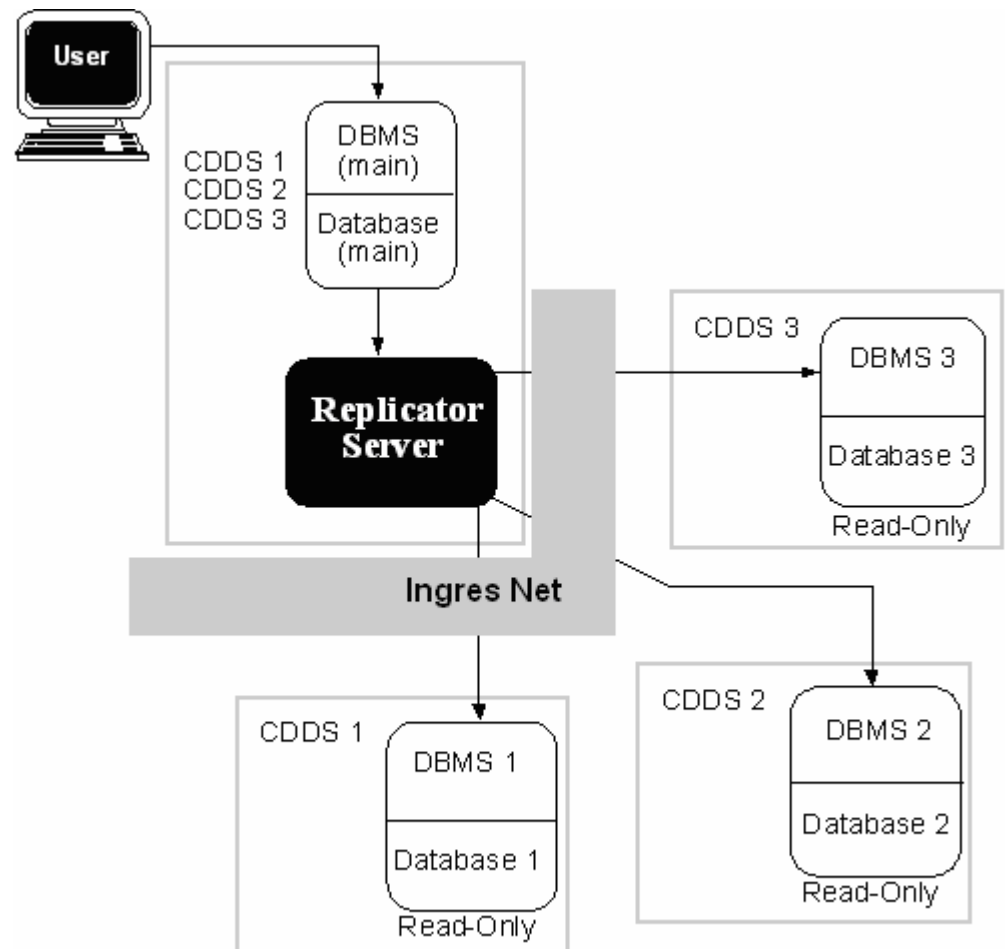 User
DBMS
(main)
CDDS 1
CDDS 2
CDDS 3
Database
(main)
Replicator
Server
CDDS 3
DBMS 3
Database 3
Read-Only
Ingres Net
CDDS 1
DBMS 1
Database 1
Read-Only
CDDS 2
DBMS 2
Database 2
Read-Only